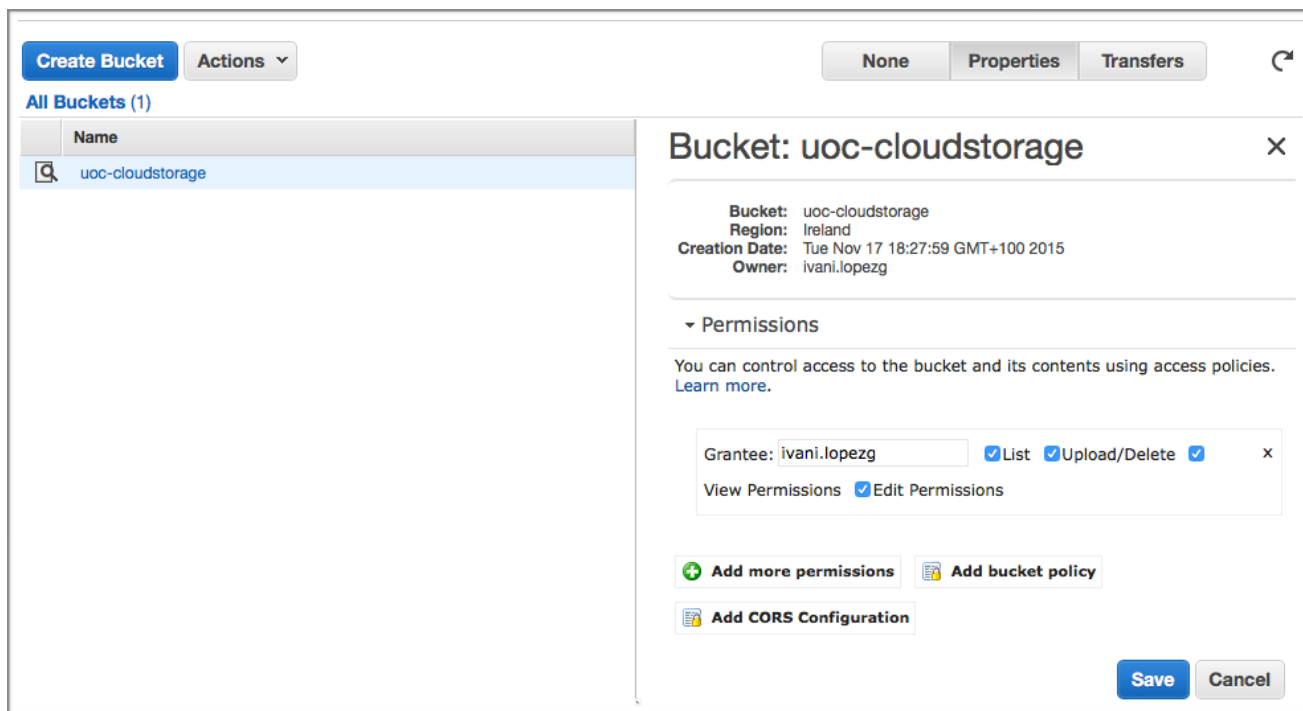 Create Bucket Actions None Properties Transfers
All Buckets (1)
Name
uoc-cloudstorage
Bucket: uoc-cloudstorage
Bucket: uoc-cloudstorage
Region: Ireland
Creation Date: Tue Nov 17 18:27:59 GMT+100 2015
Owner: ivani.lopezg
Permissions
You can control access to the bucket and its contents using access policies.
Learn more.
Grantee: ivani.lopezg List Upload/Delete x
View Permissions Edit Permissions
Add more permissions Add bucket policy
Add CORS Configuration
Save Cancel